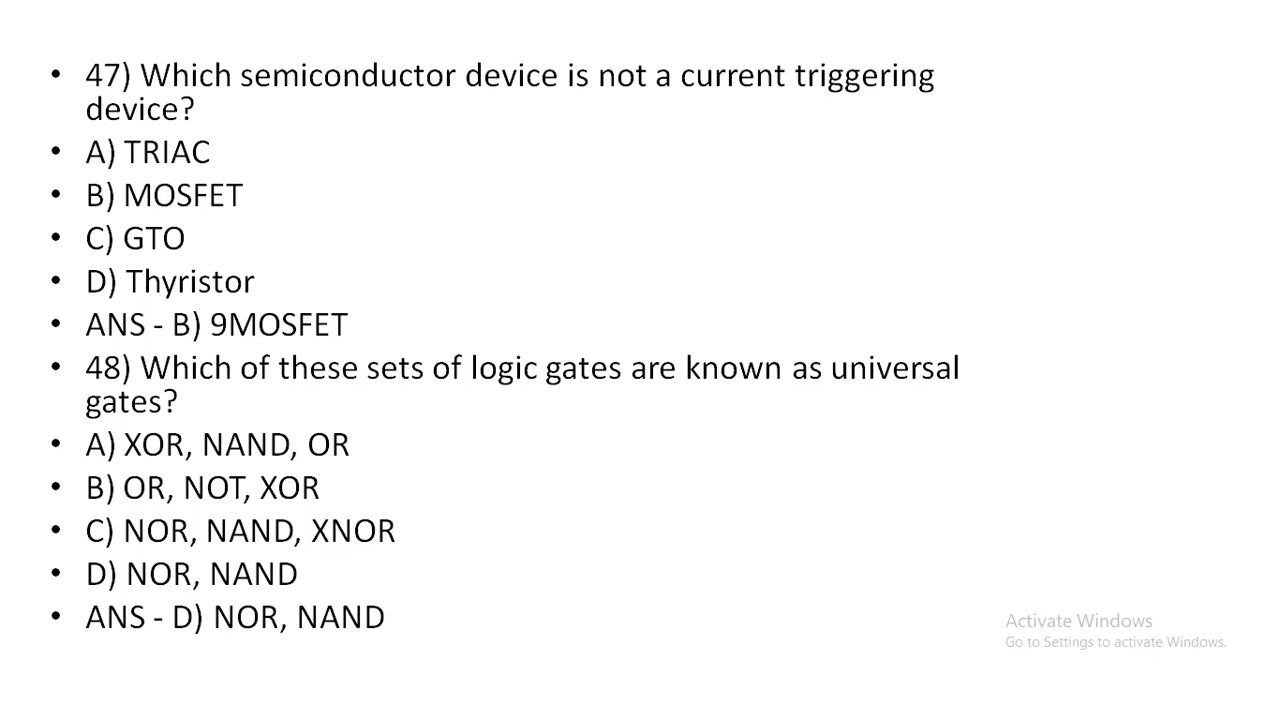 • 47) Which semiconductor device is not a current triggering
device?
• A) TRIAC
• B) MOSFET
• C) GTO
• D) Thyristor
• ANS - B) 9MOSFET
• 48) Which of these sets of logic gates are known as universal
gates?
• A) XOR, NAND, OR
• B) OR, NOT, XOR
• C) NOR, NAND, XNOR
• D) NOR, NAND
• ANS - D) NOR, NAND
Activate Windows
Go to Settings to activate Windows.